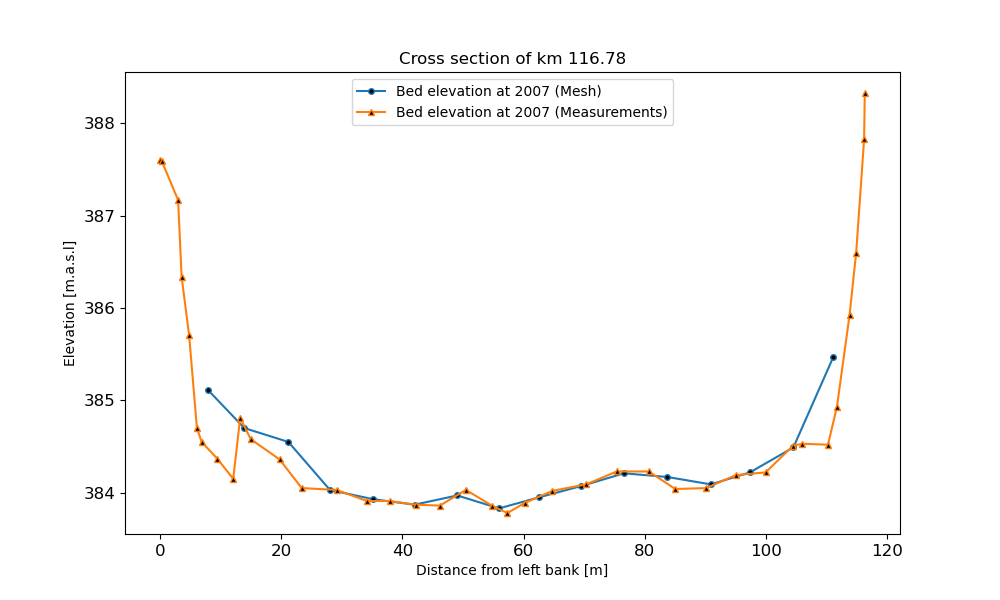 Cross section of km 116.78
Bed elevation at 2007 (Mesh)
Bed elevation at 2007 (Measurements)
388
387
386
385
384
Elevation [m.a.s.l]
0 20 40 60 80 100 120
Distance from left bank [m]